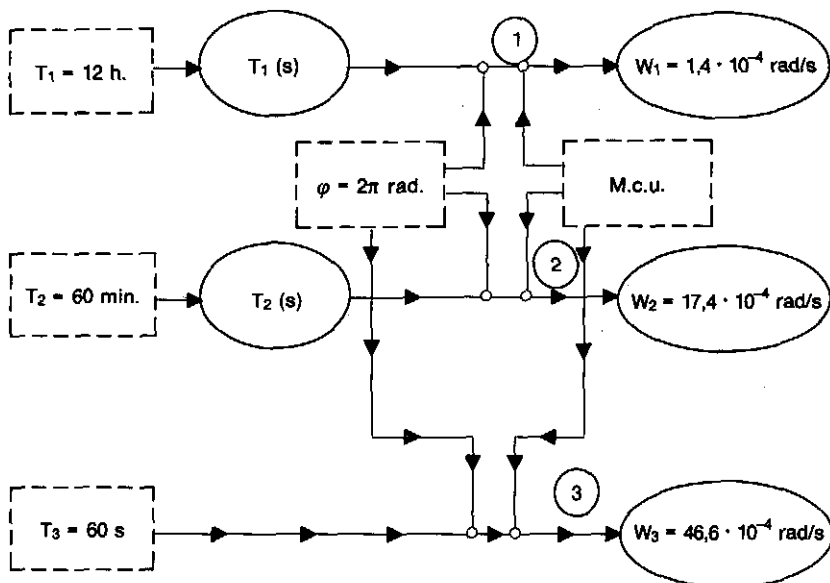 1
T₁ = 12 h.
T₁ (s)
W₁ = 1,4 · 10⁻⁴ rad/s
φ = 2π rad.
M.c.u.
2
T₂ = 60 min.
T₂ (s)
W₂ = 17,4 · 10⁻⁴ rad/s
3
T₃ = 60 s
W₃ = 46,6 · 10⁻⁴ rad/s